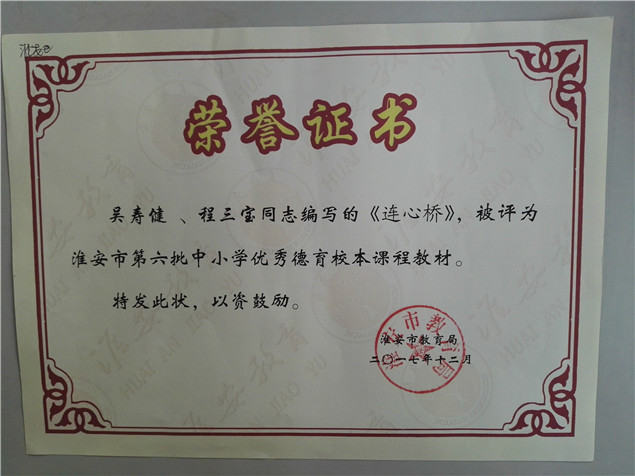 荣誉证书
吴寿健、程三宝同志编写的《连心桥》，被评为
淮安市第六批中小学优秀德育校本课程教材。
特发此状，以资鼓励。
淮安市教育局
二〇一七年十二月